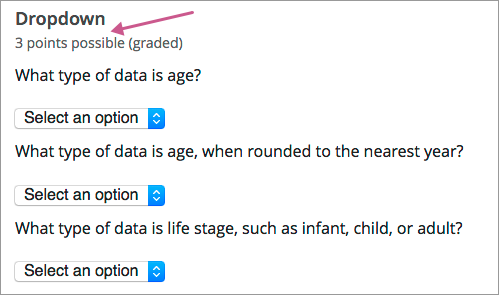 Dropdown
3 points possible (graded)
What type of data is age?
Select an option
What type of data is age, when rounded to the nearest year?
Select an option
What type of data is life stage, such as infant, child, or adult?
Select an option